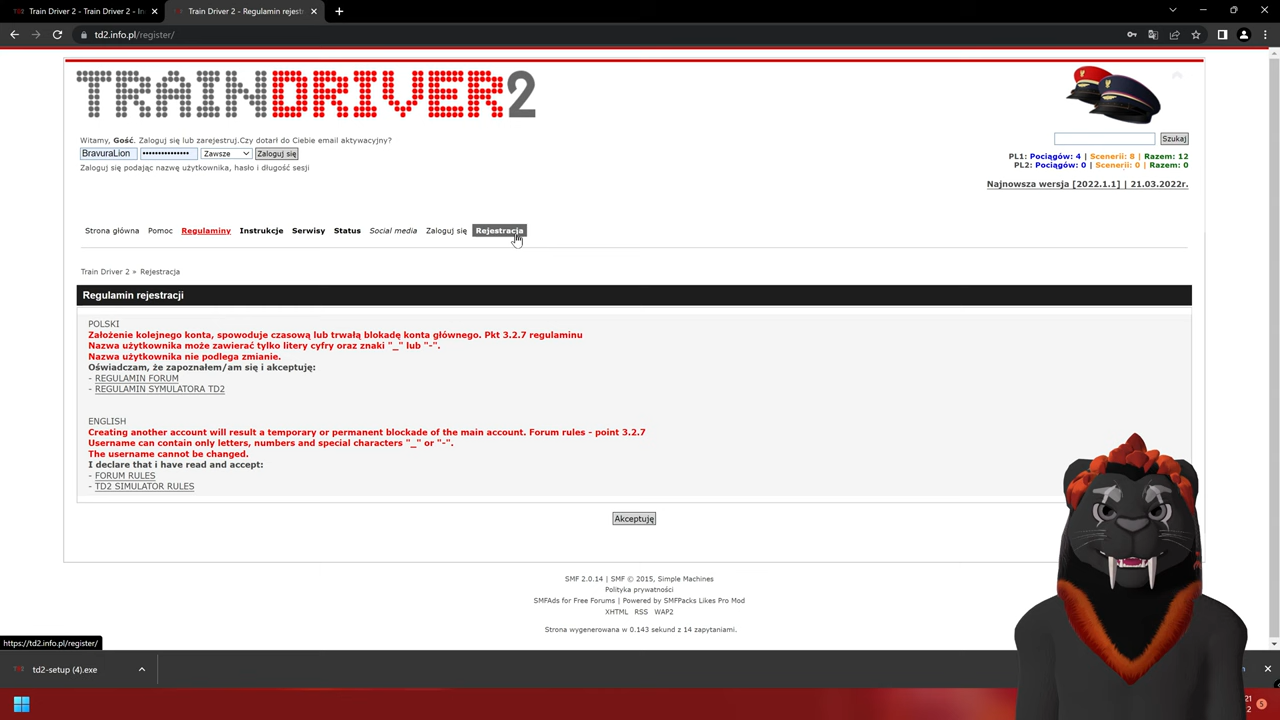 Train Driver 2 - Train Driver 2 - In
Train Driver 2 - Regulamin rejestr
td2.info.pl/register/
TRAINDRIVER2
Witamy, Gość. Zaloguj się lub zarejestruj.Czy dotarł do Ciebie email aktywacyjny?
BravuraLion
••••••••••••••• Zawsze Zaloguj się
Zaloguj się podając nazwę użytkownika, hasło i długość sesji
Szukaj
PL1: Pociągów: 4 | Scenerii: 8 | Razem: 12
PL2: Pociągów: 0 | Scenerii: 0 | Razem: 0
Najnowsza wersja [2022.1.1] | 21.03.2022r.
Strona główna Pomoc Regulaminy Instrukcje Serwisy Status Social media Zaloguj się Rejestracja
Train Driver 2 » Rejestracja
Regulamin rejestracji
POLSKI
Założenie kolejnego konta, spowoduje czasową lub trwałą blokadę konta głównego. Pkt 3.2.7 regulaminu
Nazwa użytkownika może zawierać tylko litery cyfry oraz znaki "_" lub "-".
Nazwa użytkownika nie podlega zmianie.
Oświadczam, że zapoznałem/am się i akceptuję:
- REGULAMIN FORUM
- REGULAMIN SYMULATORA TD2
ENGLISH
Creating another account will result a temporary or permanent blockade of the main account. Forum rules - point 3.2.7
Username can contain only letters, numbers and special characters "_" or "-".
The username cannot be changed.
I declare that i have read and accept:
- FORUM RULES
- TD2 SIMULATOR RULES
Akceptuję
SMF 2.0.14 | SMF © 2015, Simple Machines
Polityka prywatności
SMFAds for Free Forums | Powered by SMFPacks Likes Pro Mod
XHTML RSS WAP2
Strona wygenerowana w 0.143 sekund z 14 zapytaniami.
https://td2.info.pl/register/
td2-setup (4).exe
21
2
5